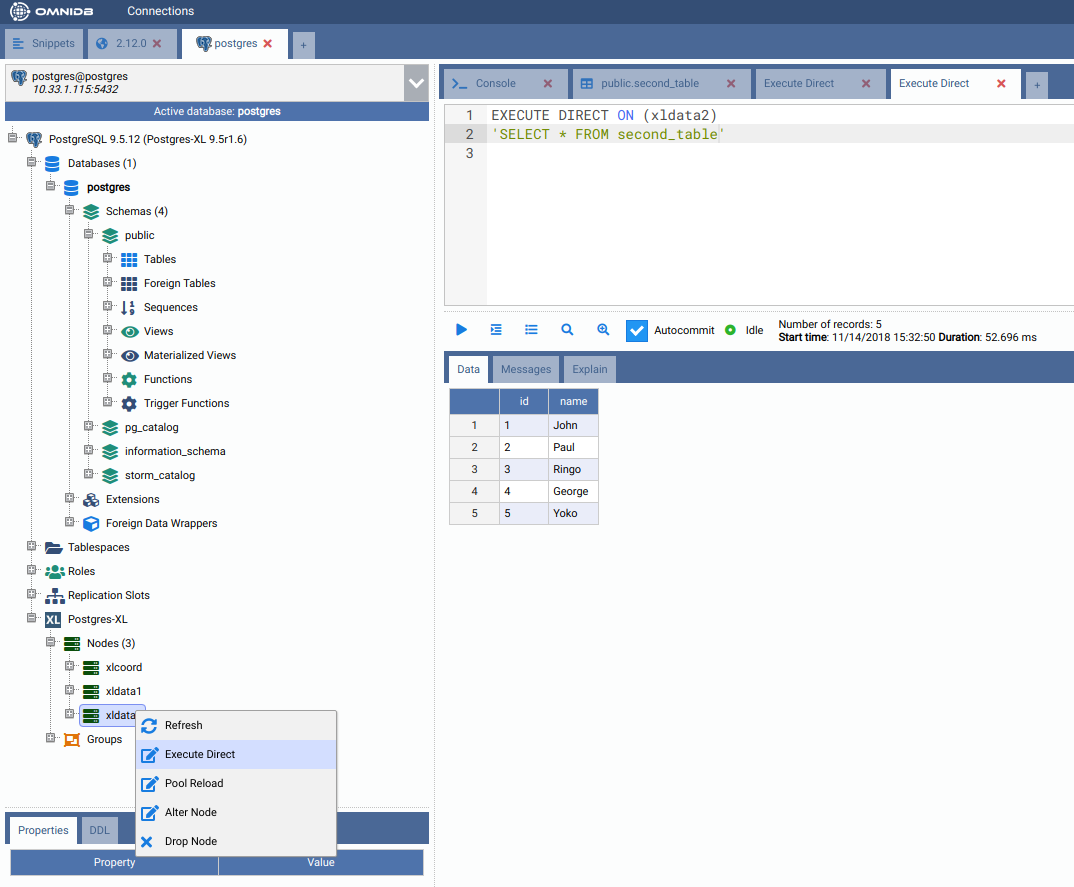 OMNIDB
Connections
Snippets
2.12.0
postgres
+
postgres@postgres
10.33.1.115:5432
Active database: postgres
PostgreSQL 9.5.12 (Postgres-XL 9.5r1.6)
Databases (1)
postgres
Schemas (4)
public
Tables
Foreign Tables
Sequences
Views
Materialized Views
Functions
Trigger Functions
pg_catalog
information_schema
storm_catalog
Extensions
Foreign Data Wrappers
Tablespaces
Roles
Replication Slots
XL Postgres-XL
Nodes (3)
xlcoord
xldata1
xldata
Groups
Refresh
Execute Direct
Pool Reload
Alter Node
Drop Node
Properties
DDL
Property Value
Console
public.second_table
Execute Direct
Execute Direct
+
1 EXECUTE DIRECT ON (xldata2)
2 'SELECT * FROM second_table'
3
Autocommit
Idle
Number of records: 5
Start time: 11/14/2018 15:32:50 Duration: 52.696 ms
Data Messages Explain
id name
1 1 John
2 2 Paul
3 3 Ringo
4 4 George
5 5 Yoko